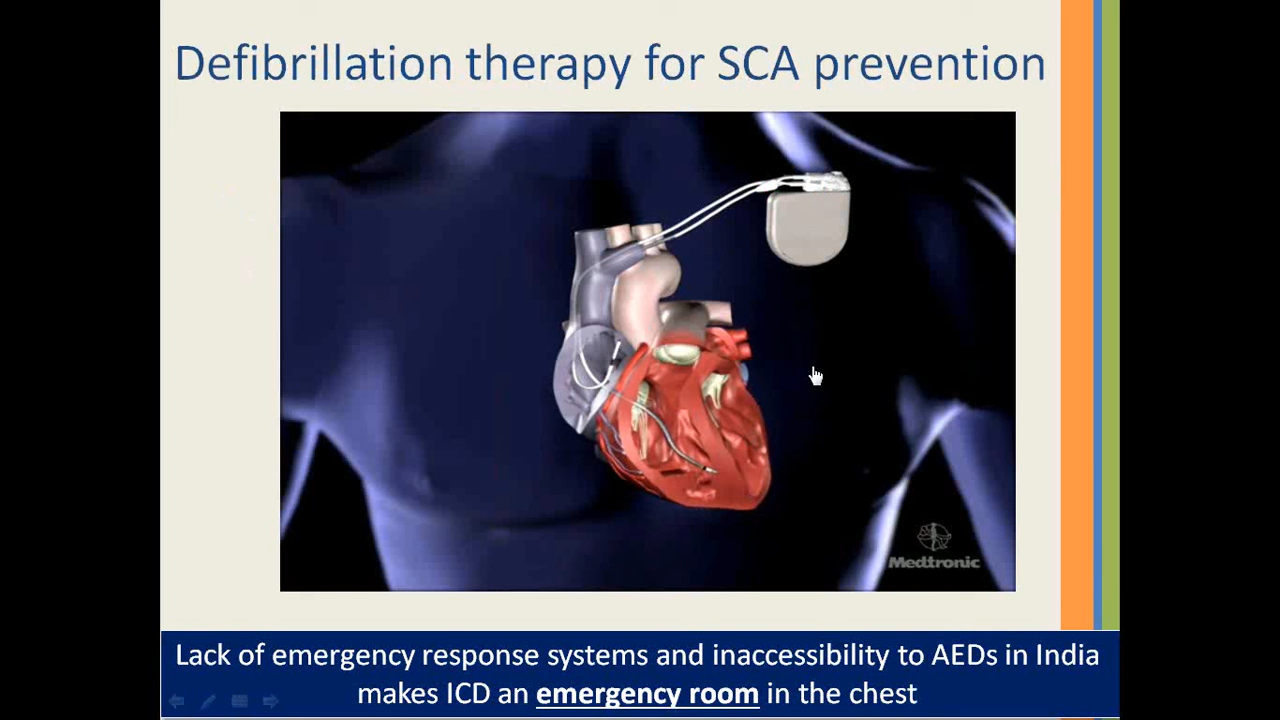 Defibrillation therapy for SCA prevention
Medtronic
Lack of emergency response systems and inaccessibility to AEDs in India
makes ICD an emergency room in the chest